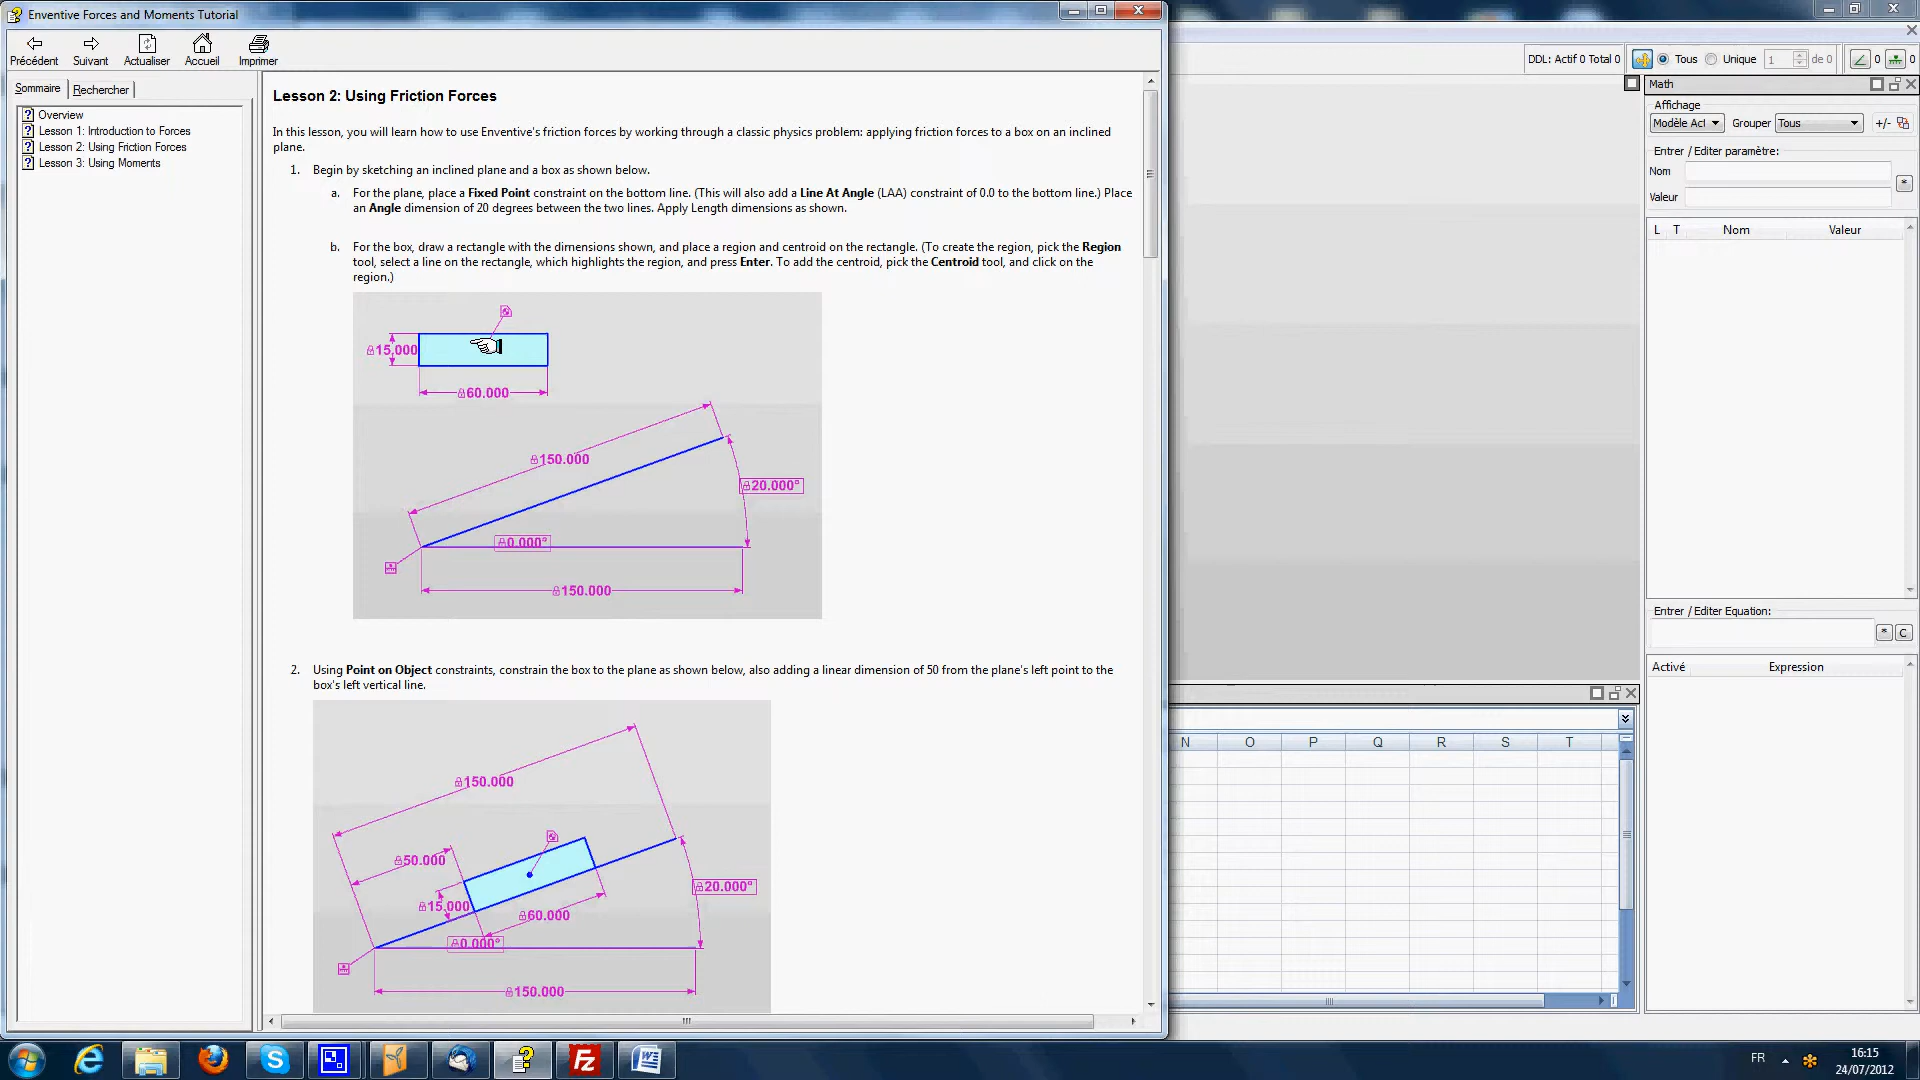 Enventive Forces and Moments Tutorial
Précédent Suivant Actualiser Accueil Imprimer
Sommaire Rechercher
Overview
Lesson 1: Introduction to Forces
Lesson 2: Using Friction Forces
Lesson 3: Using Moments
Lesson 2: Using Friction Forces
In this lesson, you will learn how to use Enventive's friction forces by working through a classic physics problem: applying friction forces to a box on an inclined
plane.
1. Begin by sketching an inclined plane and a box as shown below.
a. For the plane, place a Fixed Point constraint on the bottom line. (This will also add a Line At Angle (LAA) constraint of 0.0 to the bottom line.) Place
an Angle dimension of 20 degrees between the two lines. Apply Length dimensions as shown.
b. For the box, draw a rectangle with the dimensions shown, and place a region and centroid on the rectangle. (To create the region, pick the Region
tool, select a line on the rectangle, which highlights the region, and press Enter. To add the centroid, pick the Centroid tool, and click on the
region.)
15.000
60.000
150.000
20.000°
0.000°
150.000
2. Using Point on Object constraints, constrain the box to the plane as shown below, also adding a linear dimension of 50 from the plane's left point to the
box's left vertical line.
150.000
50.000
20.000°
15.000
60.000
0.000°
150.000
DDL: Actif 0 Total 0 Tous Unique 1 de 0 0 0
Math
Affichage
Modèle Acl Grouper Tous +/-
Entrer / Editer paramètre:
Nom
*
Valeur
L T Nom Valeur
Entrer / Editer Equation:
* C
Activé Expression
N O P Q R S T
FR
16:15
24/07/2012